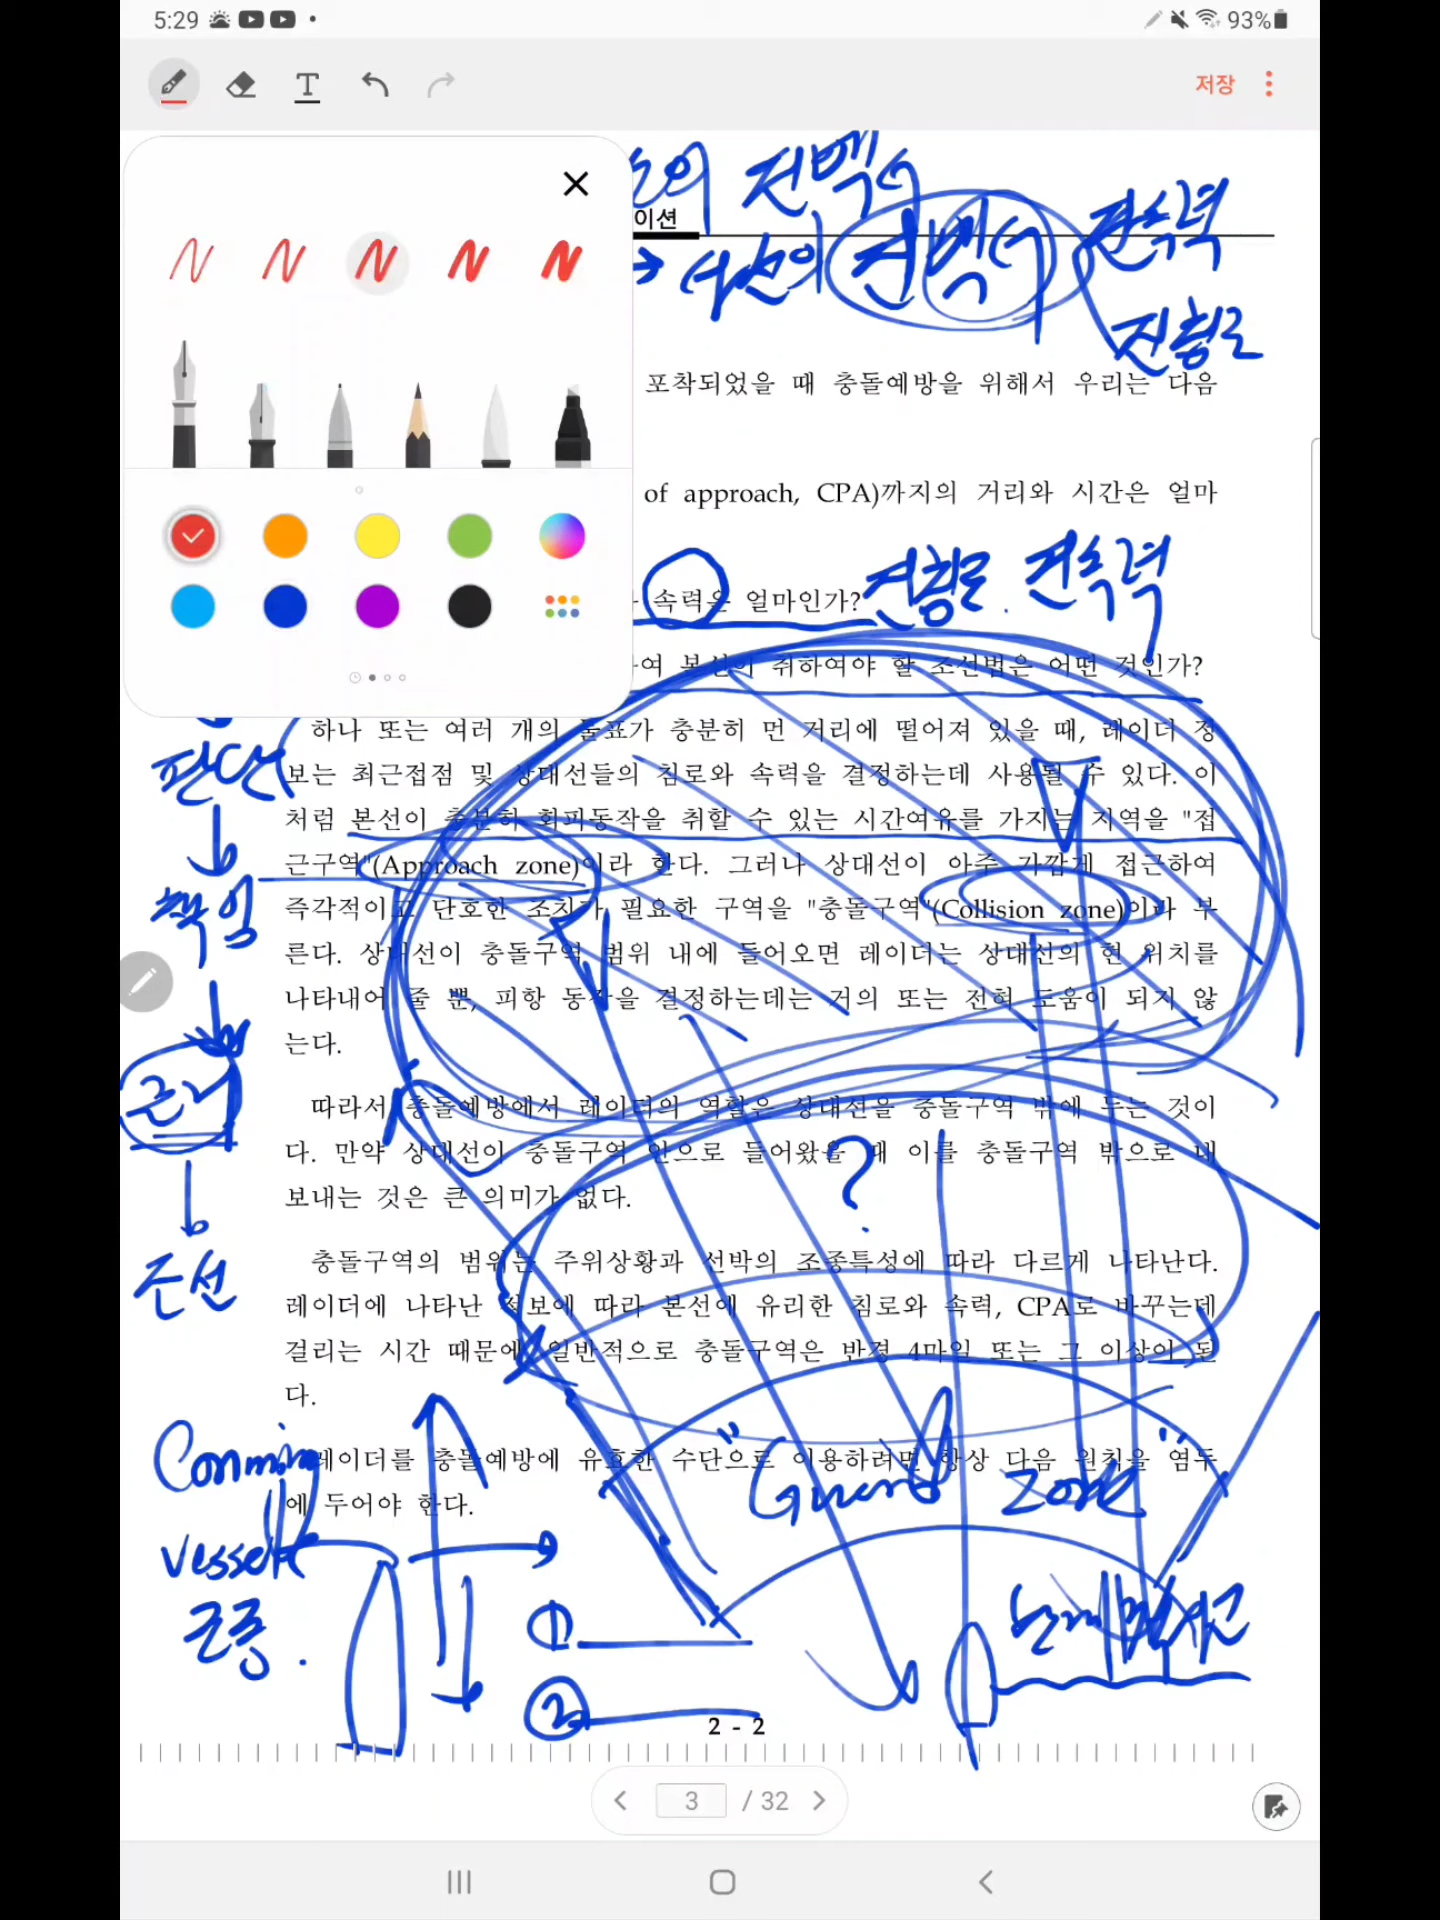 5:29
93%
저장
이션
진벡터
→ 상선의 진벡터 진속력
진침로
포착되었을 때 충돌예방을 위해서 우리는 다음
of approach, CPA)까지의 거리와 시간은 얼마
속력은 얼마인가?
여 본선이 취하여야 할 조선법은 어떤 것인가?
하나 또는 여러 개의 물표가 충분히 먼 거리에 떨어져 있을 때, 레이더 정
보는 최근접점 및 상대선들의 침로와 속력을 결정하는데 사용될 수 있다. 이
처럼 본선이 충분히 회피동작을 취할 수 있는 시간여유를 가지는 지역을 "접
근구역"(Approach zone)이라 한다. 그러나 상대선이 아주 가깝게 접근하여
즉각적이고 단호한 조치가 필요한 구역을 "충돌구역"(Collision zone)이라 부
른다. 상대선이 충돌구역 범위 내에 들어오면 레이더는 상대선의 현 위치를
나타내어 줄 뿐, 피항 동작을 결정하는데는 거의 또는 전혀 도움이 되지 않
는다.
따라서 충돌예방에서 레이더의 역할은 상대선을 충돌구역 밖에 두는 것이
다. 만약 상대선이 충돌구역 안으로 들어왔을 때 이를 충돌구역 밖으로 내
보내는 것은 큰 의미가 없다.
?
충돌구역의 범위는 주위상황과 선박의 조종특성에 따라 다르게 나타난다.
레이더에 나타난 정보에 따라 본선에 유리한 침로와 속력, CPA로 바꾸는데
걸리는 시간 때문에 일반적으로 충돌구역은 반경 4마일 또는 그 이상이 된
다.
레이더를 충돌예방에 유효한 수단으로 이용하려면 항상 다음 원칙을 염두
에 두어야 한다.
판단
책임
권리
조선
Conming
vessel
조종.
"Guard zone"
①
②
2 - 2
3 / 32